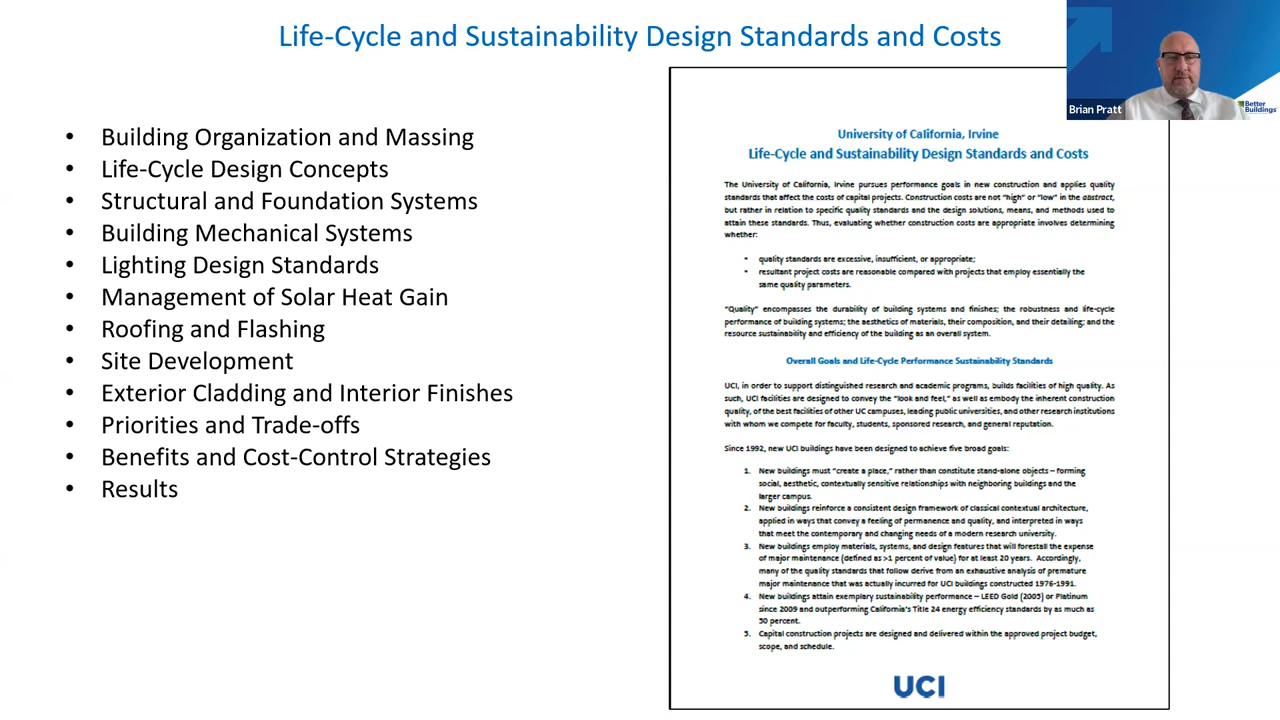 Life-Cycle and Sustainability Design Standards and Costs
Brian Pratt
Better
Buildings
• Building Organization and Massing
• Life-Cycle Design Concepts
• Structural and Foundation Systems
• Building Mechanical Systems
• Lighting Design Standards
• Management of Solar Heat Gain
• Roofing and Flashing
• Site Development
• Exterior Cladding and Interior Finishes
• Priorities and Trade-offs
• Benefits and Cost-Control Strategies
• Results
University of California, Irvine
Life-Cycle and Sustainability Design Standards and Costs
The University of California, Irvine pursues performance goals in new construction and applies quality
standards that affect the costs of capital projects. Construction costs are not “high” or “low” in the abstract,
but rather in relation to specific quality standards and the design solutions, means, and methods used to
attain these standards. Thus, evaluating whether construction costs are appropriate involves determining
whether:
• quality standards are excessive, insufficient, or appropriate;
• resultant project costs are reasonable compared with projects that employ essentially the
same quality parameters.
“Quality” encompasses the durability of building systems and finishes; the robustness and life-cycle
performance of building systems; the aesthetics of materials, their composition, and their detailing; and the
resource sustainability and efficiency of the building as an overall system.
Overall Goals and Life-Cycle Performance Sustainability Standards
UCI, in order to support distinguished research and academic programs, builds facilities of high quality. As
such, UCI facilities are designed to convey the “look and feel,” as well as embody the inherent construction
quality, of the best facilities of other UC campuses, leading public universities, and other research institutions
with whom we compete for faculty, students, sponsored research, and general reputation.
Since 1992, new UCI buildings have been designed to achieve five broad goals:
1. New buildings must “create a place,” rather than constitute stand-alone objects – forming
social, aesthetic, contextually sensitive relationships with neighboring buildings and the
larger campus.
2. New buildings reinforce a consistent design framework of classical contextual architecture,
applied in ways that convey a feeling of permanence and quality, and interpreted in ways
that meet the contemporary and changing needs of a modern research university.
3. New buildings employ materials, systems, and design features that will forestall the expense
of major maintenance (defined as >1 percent of value) for at least 20 years. Accordingly,
many of the quality standards that follow derive from an exhaustive analysis of premature
major maintenance that was actually incurred for UCI buildings constructed 1976-1991.
4. New buildings attain exemplary sustainability performance – LEED Gold (2005) or Platinum
since 2009 and outperforming California’s Title 24 energy efficiency standards by as much as
50 percent.
5. Capital construction projects are designed and delivered within the approved project budget,
scope, and schedule.
UCI